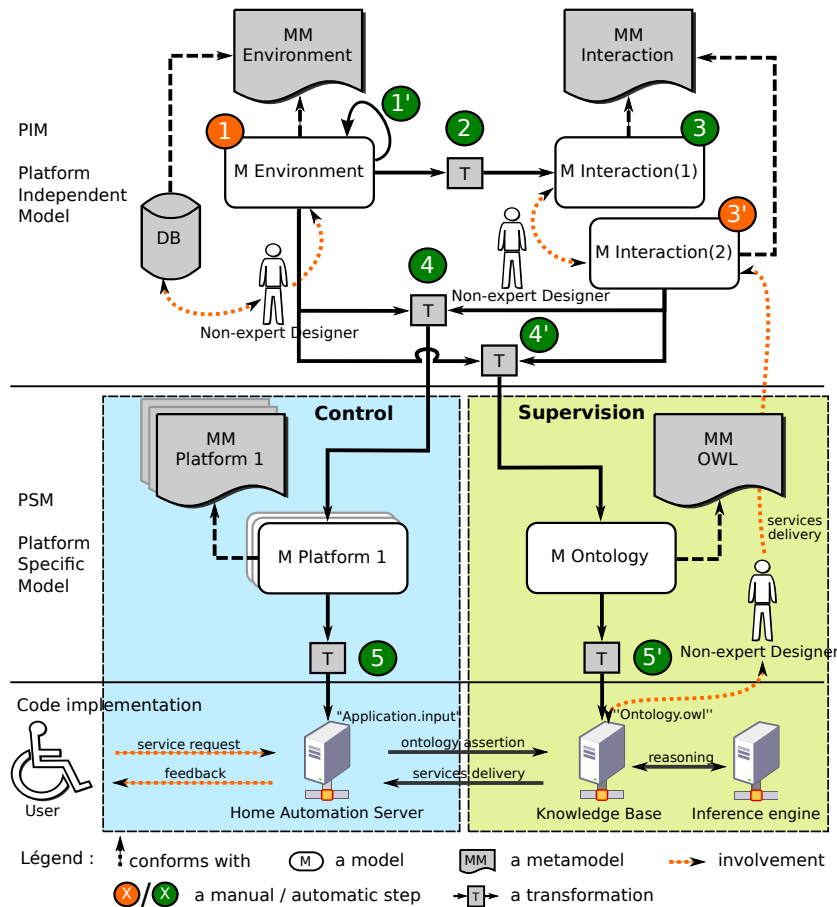 MM
Environment
MM
Interaction
1
1'
2
3
PIM
Platform
Independent
Model
M Environment
T
M Interaction(1)
3'
DB
M Interaction(2)
4
Non-expert Designer
T
Non-expert Designer
4'
T
Control
Supervision
MM
Platform 1
MM
OWL
PSM
Platform
Specific
Model
services
delivery
M Platform 1
M Ontology
T
5
T
5'
Non-expert Designer
Code implementation
"Application.input"
''Ontology.owl''
service request
ontology assertion
reasoning
feedback
services delivery
User
Home Automation Server
Knowledge Base
Inference engine
Légend :
conforms with
M
a model
MM
a metamodel
involvement
X/X
a manual / automatic step
T
a transformation